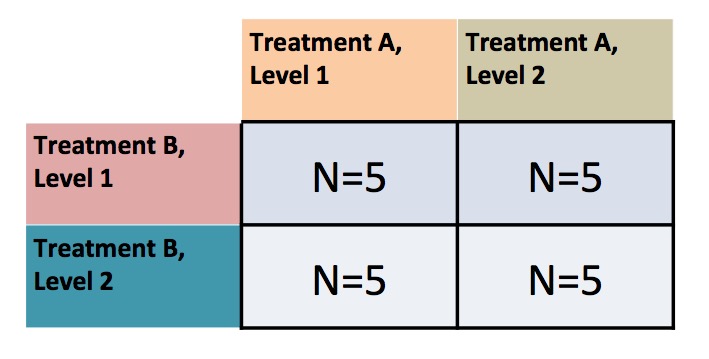 Treatment A,
Level 1
Treatment A,
Level 2
Treatment B,
Level 1
N=5
N=5
Treatment B,
Level 2
N=5
N=5